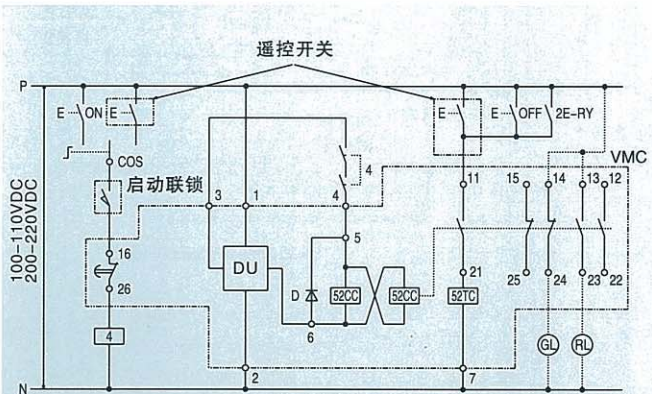 遥控开关
P
E
ON
E
E
E
OFF
2E-RY
COS
VMC
启动联锁
4
3
1
4
11
15
14
13
12
100-110VDC
200-220VDC
16
5
DU
D
52CC
52CC
21
52TC
25
24
23
22
26
6
4
GL
RL
2
7
N